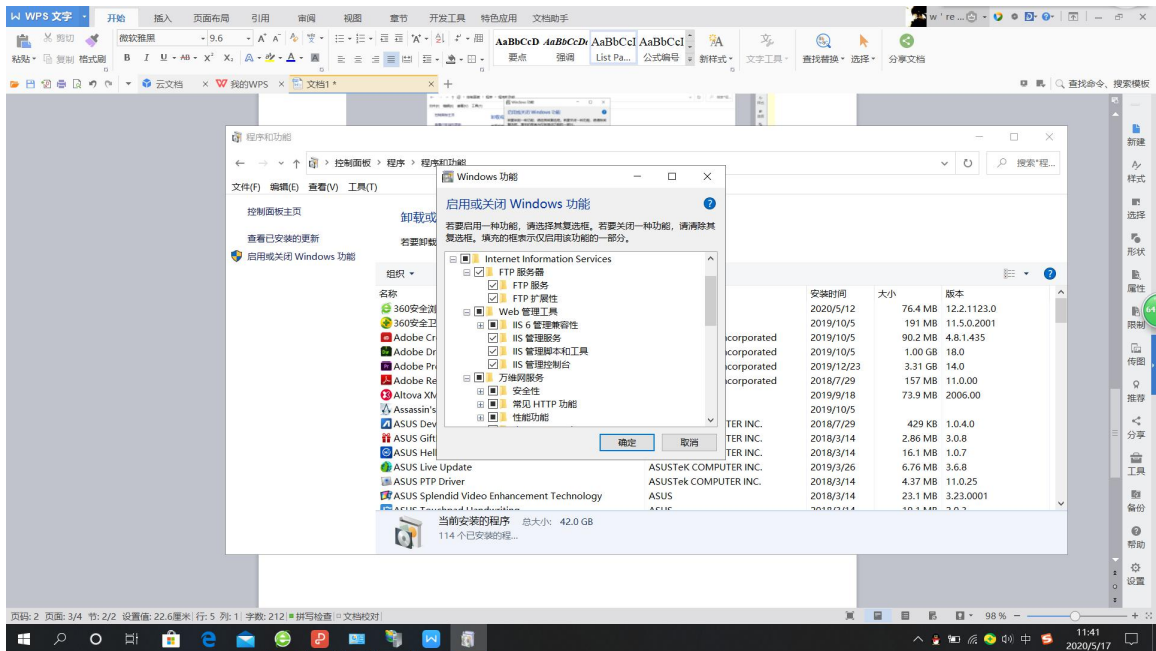 WPS 文字
开始 插入 页面布局 引用 审阅 视图 章节 开发工具 特色应用 文档助手
w 're ...
粘贴 剪切 复制 格式刷
微软雅黑 9.6
B I U AB X² X₂
AaBbCcD AaBbCcDt AaBbCcI AaBbCcI
要点 强调 List Pa... 公式编号 新样式 文字工具 查找替换 选择 分享文档
云文档 × 我的WPS × 文档1 * × +
查找命令、搜索模板
程序和功能
控制面板 > 程序 > 程序和功能
搜索"程...
文件(F) 编辑(E) 查看(V) 工具(T)
控制面板主页
查看已安装的更新
启用或关闭 Windows 功能
卸载或
若要卸载
组织
名称 安装时间 大小 版本
360安全浏 2020/5/12 76.4 MB 12.2.1123.0
360安全卫 2019/10/5 191 MB 11.5.0.2001
Adobe Cr corporated 2019/10/5 90.2 MB 4.8.1.435
Adobe Dr corporated 2019/10/5 1.00 GB 18.0
Adobe Pr corporated 2019/12/23 3.31 GB 14.0
Adobe Re corporated 2018/7/29 157 MB 11.0.00
Altova XM 2019/9/18 73.9 MB 2006.00
Assassin's 2019/10/5
ASUS Dev TER INC. 2018/7/29 429 KB 1.0.4.0
ASUS Gift TER INC. 2018/3/14 2.86 MB 3.0.8
ASUS Hell TER INC. 2018/3/14 16.1 MB 1.0.7
ASUS Live Update ASUSTeK COMPUTER INC. 2019/3/26 6.76 MB 3.6.8
ASUS PTP Driver ASUSTek COMPUTER INC. 2018/3/14 4.37 MB 11.0.25
ASUS Splendid Video Enhancement Technology ASUS 2018/3/14 23.1 MB 3.23.0001
当前安装的程序 总大小: 42.0 GB
114 个已安装的程...
Windows 功能
启用或关闭 Windows 功能
若要启用一种功能，请选择其复选框。若要关闭一种功能，请清除其
复选框。填充的框表示仅启用该功能的一部分。
Internet Information Services
FTP 服务器
FTP 服务
FTP 扩展性
Web 管理工具
IIS 6 管理兼容性
IIS 管理服务
IIS 管理脚本和工具
IIS 管理控制台
万维网服务
安全性
常见 HTTP 功能
性能功能
确定 取消
新建
样式
选择
形状
属性
限制
64
传图
推荐
分享
工具
备份
帮助
设置
页码: 2 页面: 3/4 节: 2/2 设置值: 22.6厘米 行: 5 列: 1 字数: 212 拼写检查 文档校对
98 %
中
11:41
2020/5/17